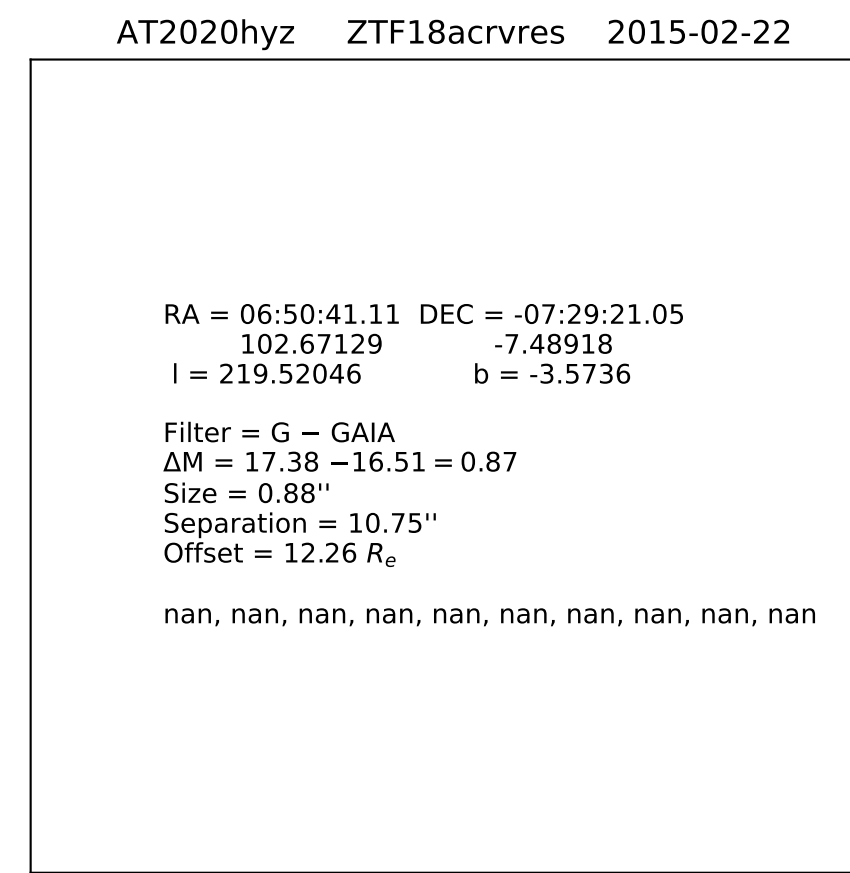 AT2020hyz ZTF18acrvres 2015-02-22
RA = 06:50:41.11 DEC = -07:29:21.05
102.67129 -7.48918
l = 219.52046 b = -3.5736
Filter = G − GAIA
ΔM = 17.38 −16.51 = 0.87
Size = 0.88''
Separation = 10.75''
Offset = 12.26 Re
nan, nan, nan, nan, nan, nan, nan, nan, nan, nan